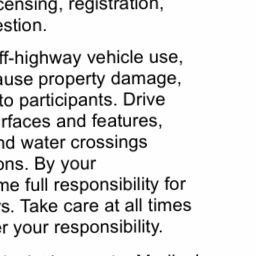 censing, registration,
estion.
ff-highway vehicle use,
ause property damage,
to participants. Drive
rfaces and features,
nd water crossings
ons. By your
me full responsibility for
rs. Take care at all times
er your responsibility.